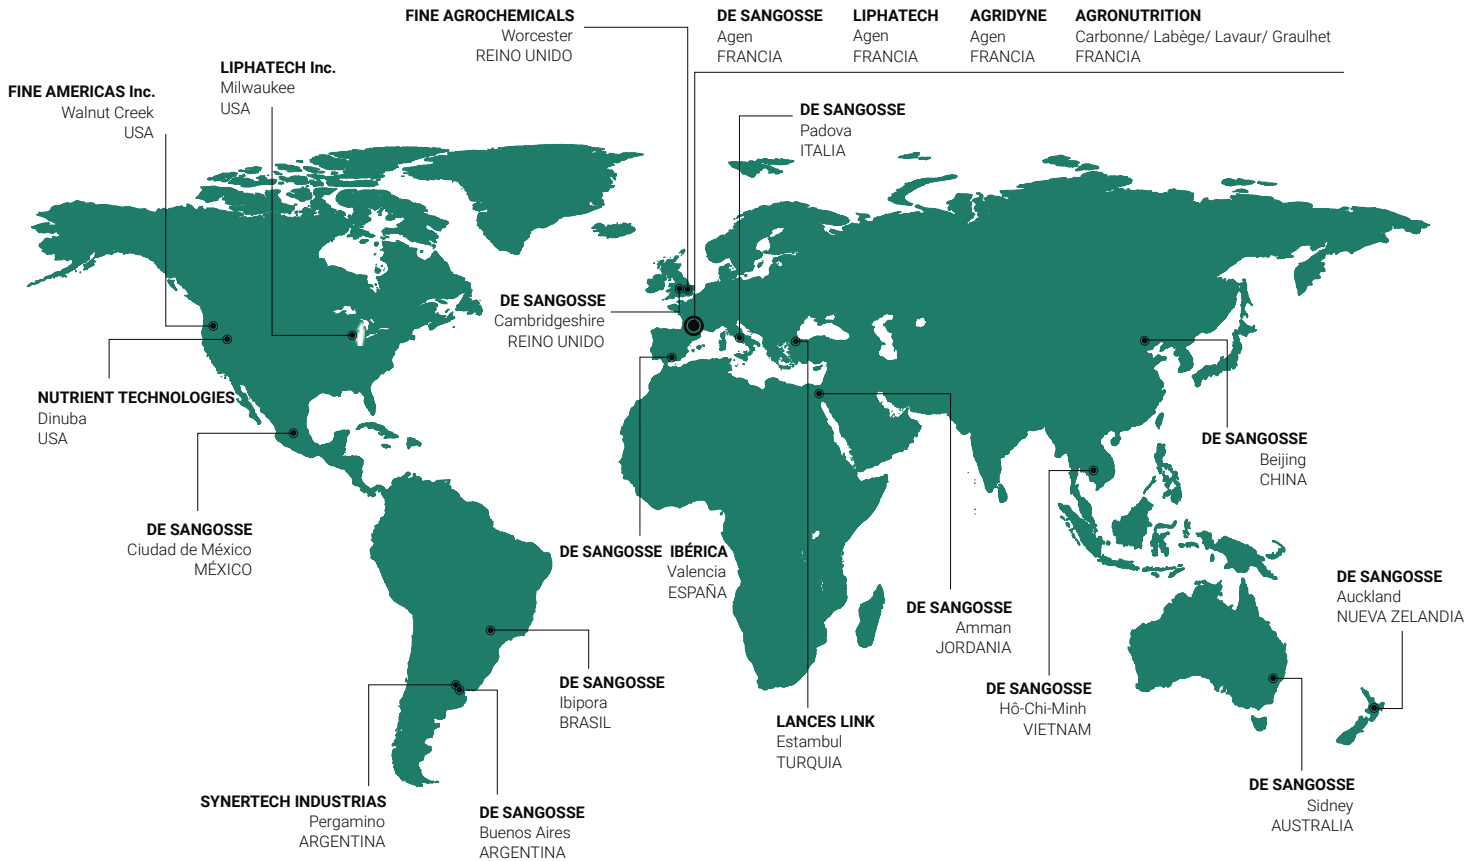 FINE AGROCHEMICALS
Worcester
REINO UNIDO
DE SANGOSSE
Agen
FRANCIA
LIPHATECH
Agen
FRANCIA
AGRIDYNE
Agen
FRANCIA
AGRONUTRITION
Carbonne/ Labège/ Lavaur/ Graulhet
FRANCIA
LIPHATECH Inc.
Milwaukee
USA
FINE AMERICAS Inc.
Walnut Creek
USA
DE SANGOSSE
Padova
ITALIA
DE SANGOSSE
Cambridgeshire
REINO UNIDO
NUTRIENT TECHNOLOGIES
Dinuba
USA
DE SANGOSSE
Beijing
CHINA
DE SANGOSSE
Ciudad de México
MÉXICO
DE SANGOSSE IBÉRICA
Valencia
ESPAÑA
DE SANGOSSE
Auckland
NUEVA ZELANDIA
DE SANGOSSE
Amman
JORDANIA
DE SANGOSSE
Ibipora
BRASIL
DE SANGOSSE
Hô-Chi-Minh
VIETNAM
LANCES LINK
Estambul
TURQUIA
DE SANGOSSE
Sidney
AUSTRALIA
SYNERTECH INDUSTRIAS
Pergamino
ARGENTINA
DE SANGOSSE
Buenos Aires
ARGENTINA